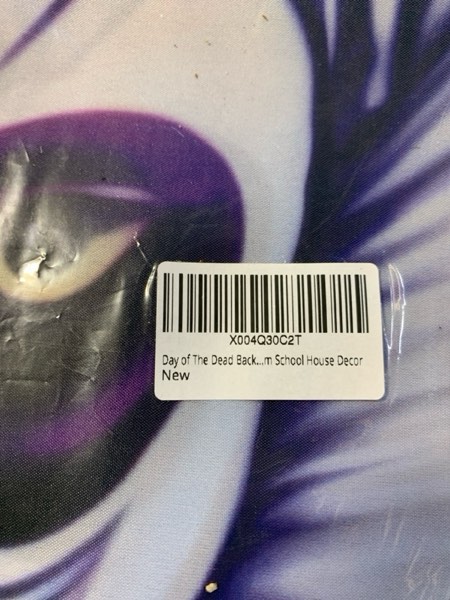 X004Q30C2T
Day of The Dead Back...m School House Decor
New